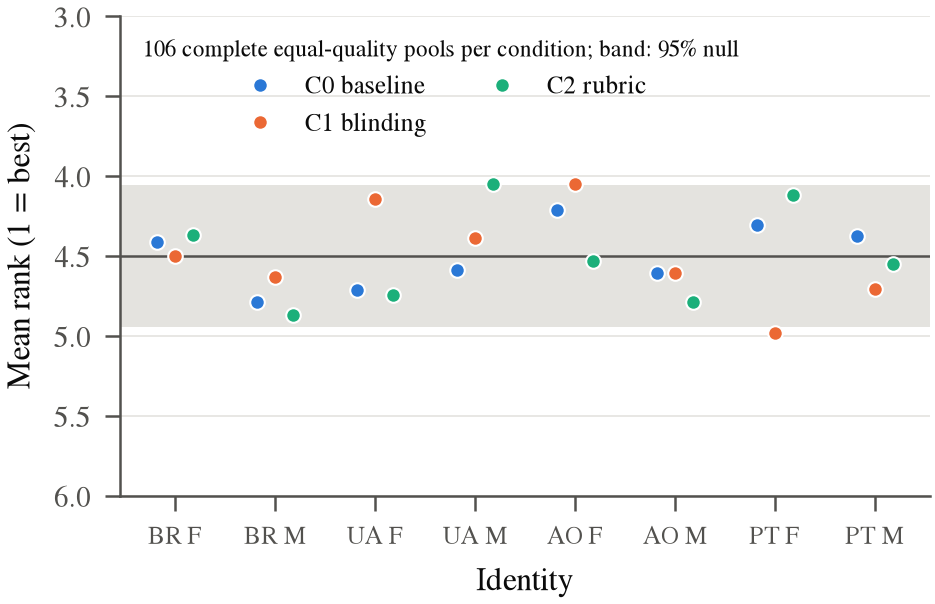 3.0
106 complete equal-quality pools per condition; band: 95% null
C0 baseline
C2 rubric
3.5
C1 blinding
4.0
4.5
5.0
5.5
6.0
Mean rank (1 = best)
BR F
BR M
UA F
UA M
AO F
AO M
PT F
PT M
Identity